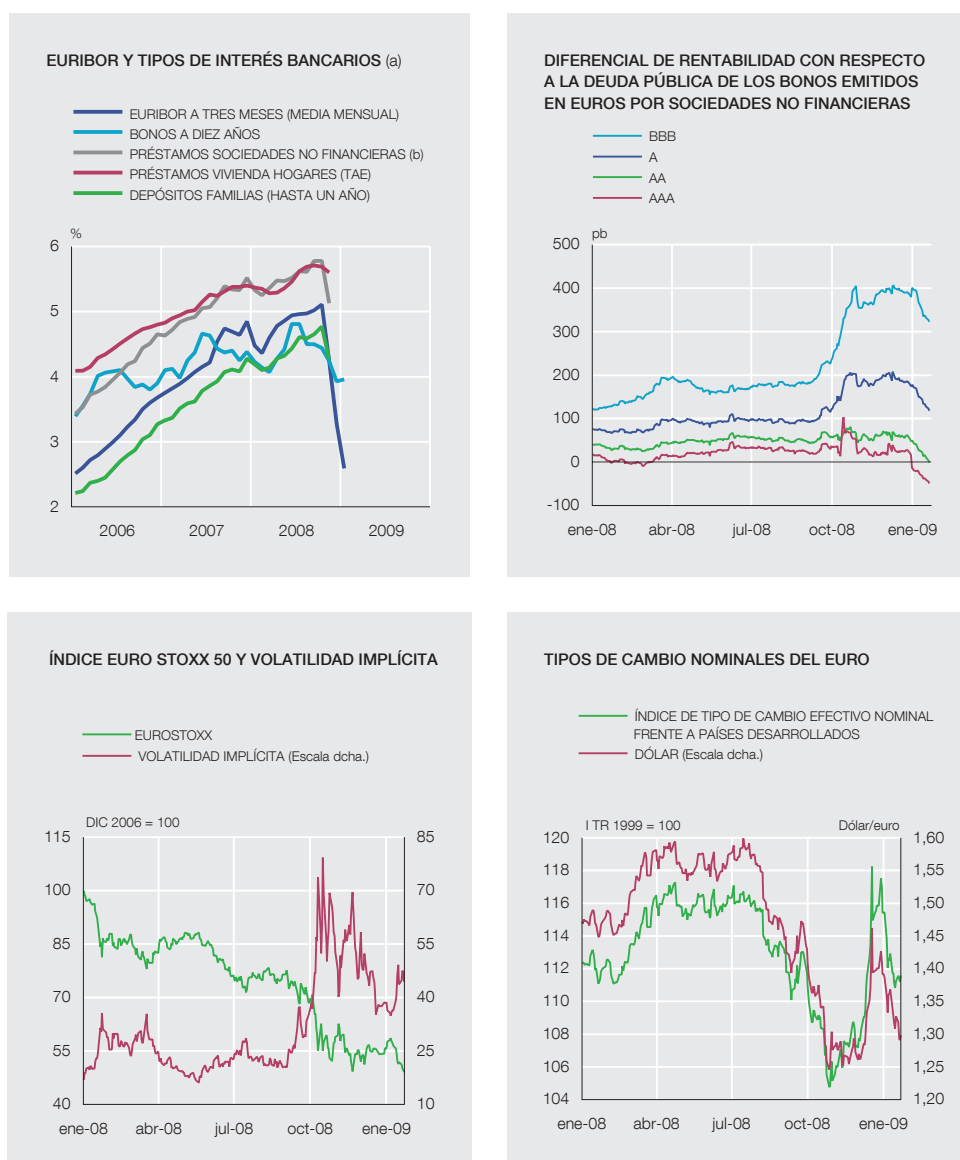 EURIBOR Y TIPOS DE INTERÉS BANCARIOS (a)
EURIBOR A TRES MESES (MEDIA MENSUAL)
BONOS A DIEZ AÑOS
PRÉSTAMOS SOCIEDADES NO FINANCIERAS (b)
PRÉSTAMOS VIVIENDA HOGARES (TAE)
DEPÓSITOS FAMILIAS (HASTA UN AÑO)
%
6
5
4
3
2
2006 2007 2008 2009
DIFERENCIAL DE RENTABILIDAD CON RESPECTO
A LA DEUDA PÚBLICA DE LOS BONOS EMITIDOS
EN EUROS POR SOCIEDADES NO FINANCIERAS
BBB
A
AA
AAA
pb
500
400
300
200
100
0
-100
ene-08 abr-08 jul-08 oct-08 ene-09
ÍNDICE EURO STOXX 50 Y VOLATILIDAD IMPLÍCITA
EUROSTOXX
VOLATILIDAD IMPLÍCITA (Escala dcha.)
DIC 2006 = 100
115 85
100 70
85 55
70 40
55 25
40 10
ene-08 abr-08 jul-08 oct-08 ene-09
TIPOS DE CAMBIO NOMINALES DEL EURO
ÍNDICE DE TIPO DE CAMBIO EFECTIVO NOMINAL
FRENTE A PAÍSES DESARROLLADOS
DÓLAR (Escala dcha.)
I TR 1999 = 100 Dólar/euro
120 1,60
118 1,55
116 1,50
114 1,45
112 1,40
110 1,35
108 1,30
106 1,25
104 1,20
ene-08 abr-08 jul-08 oct-08 ene-09